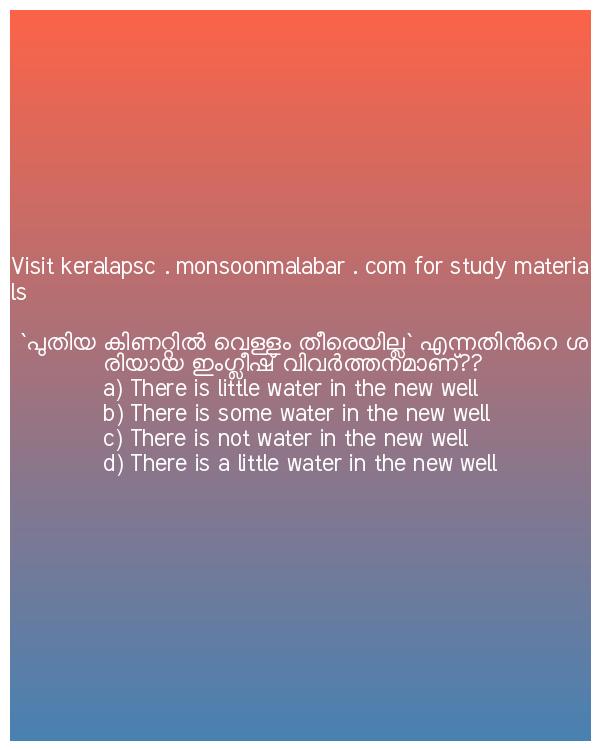 Visit keralapsc . monsoonmalabar . com for study materia
ls
`പുതിയ കിണറ്റിൽ വെള്ളം തീരെയില്ല` എന്നതിൻറെ ശ
രിയായ ഇംഗ്ലീഷ് വിവർത്തനമാണ്??
a) There is little water in the new well
b) There is some water in the new well
c) There is not water in the new well
d) There is a little water in the new well